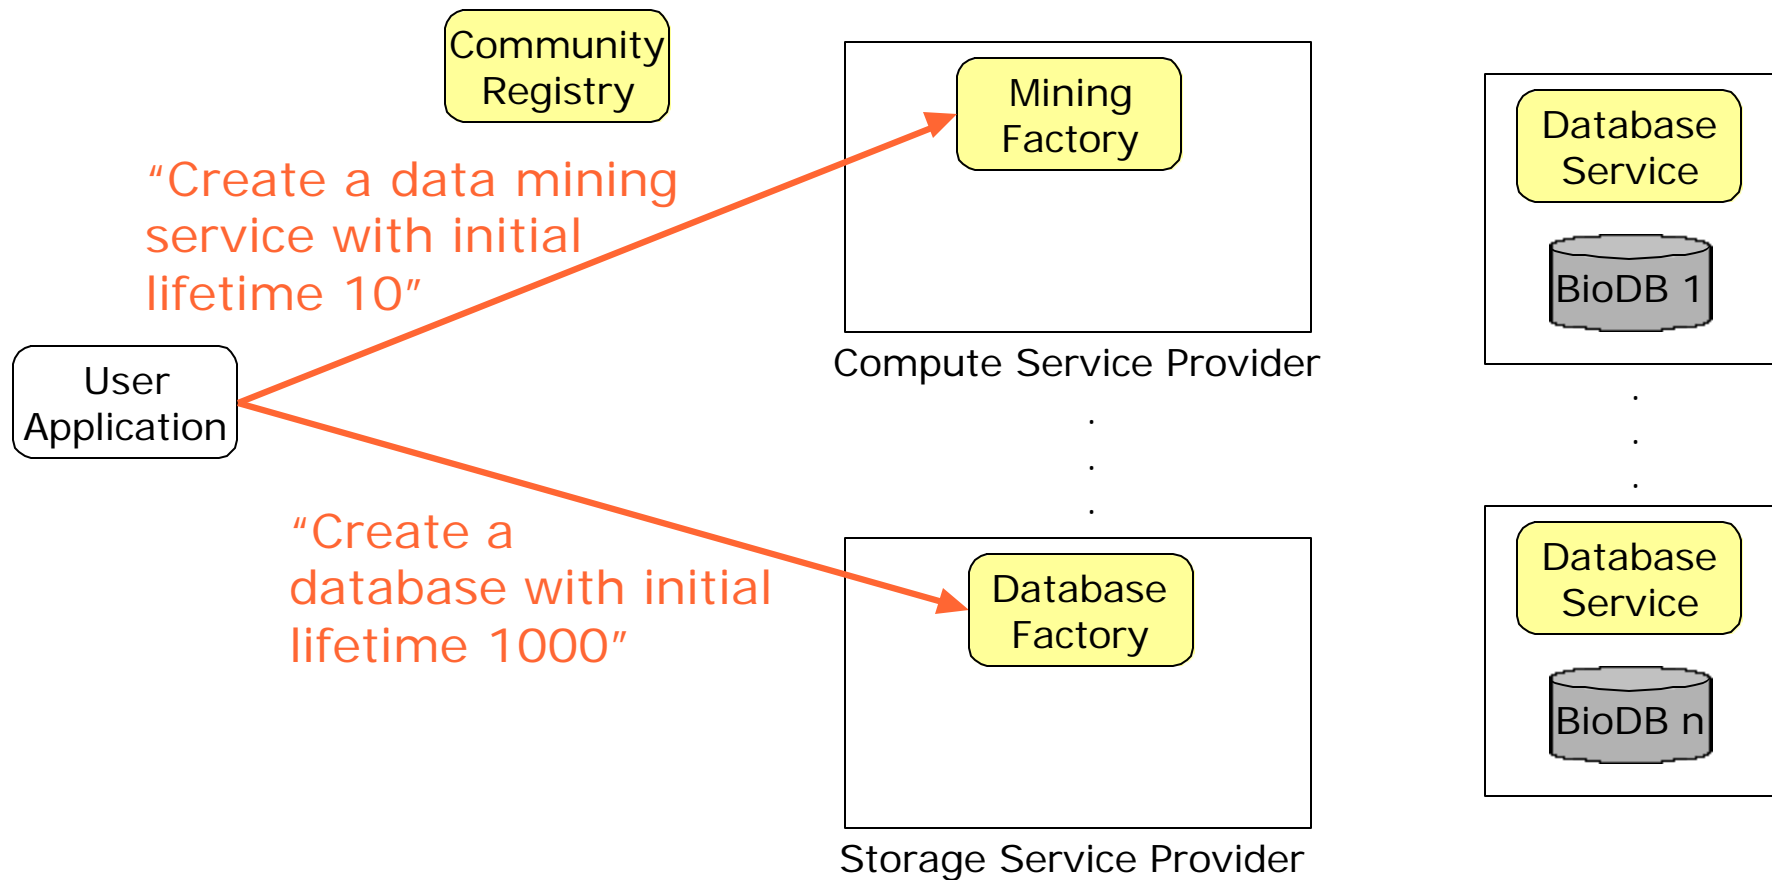 Community
Registry
Mining
Factory
Database
Service
BioDB 1
“Create a data mining
service with initial
lifetime 10”
Compute Service Provider
User
Application
.
.
.
.
.
.
“Create a
database with initial
lifetime 1000”
Database
Factory
Database
Service
BioDB n
Storage Service Provider